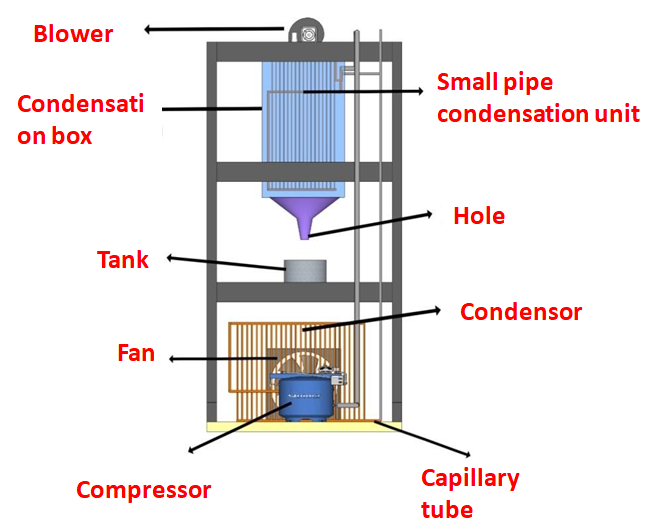 Blower
Condensati
on box
Small pipe
condensation unit
Hole
Tank
Condensor
Fan
Compressor
Capillary
tube